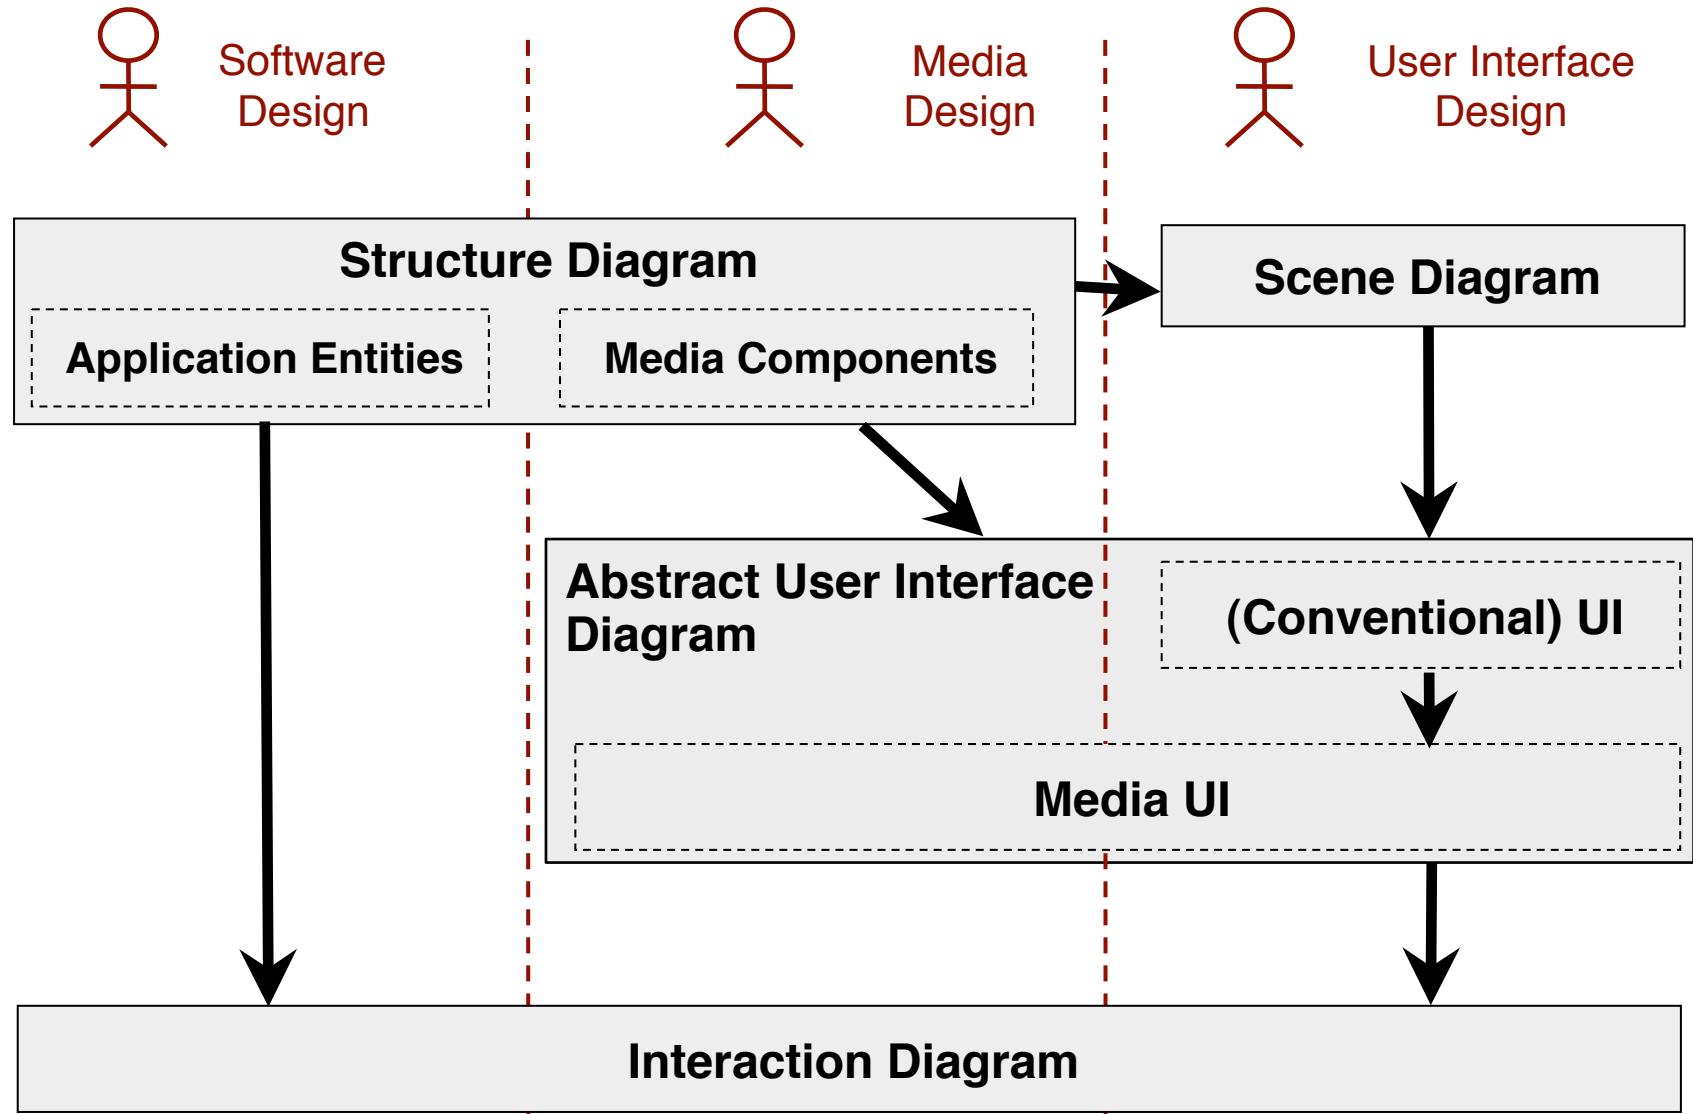 Software
Design
Media
Design
User Interface
Design
Structure Diagram
Application Entities
Media Components
Scene Diagram
Abstract User Interface
Diagram
(Conventional) UI
Media UI
Interaction Diagram